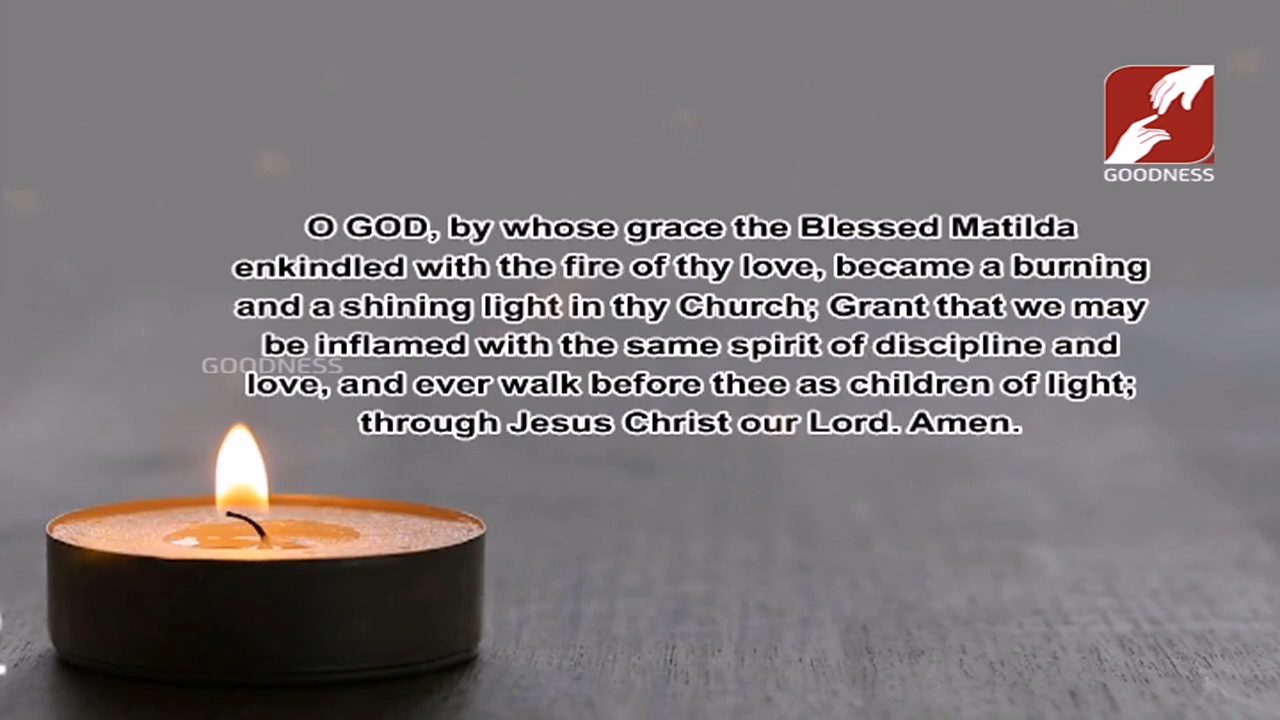 GOODNESS
O GOD, by whose grace the Blessed Matilda
enkindled with the fire of thy love, became a burning
and a shining light in thy Church; Grant that we may
be inflamed with the same spirit of discipline and
GOODNESS
love, and ever walk before thee as children of light;
through Jesus Christ our Lord. Amen.